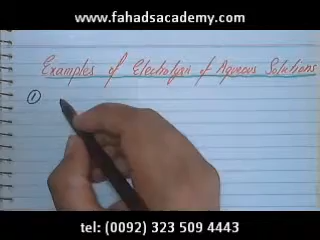 www.fahadsacademy.com
Examples of Electrolysis of Aqueous Solutions
①
tel: (0092) 323 509 4443